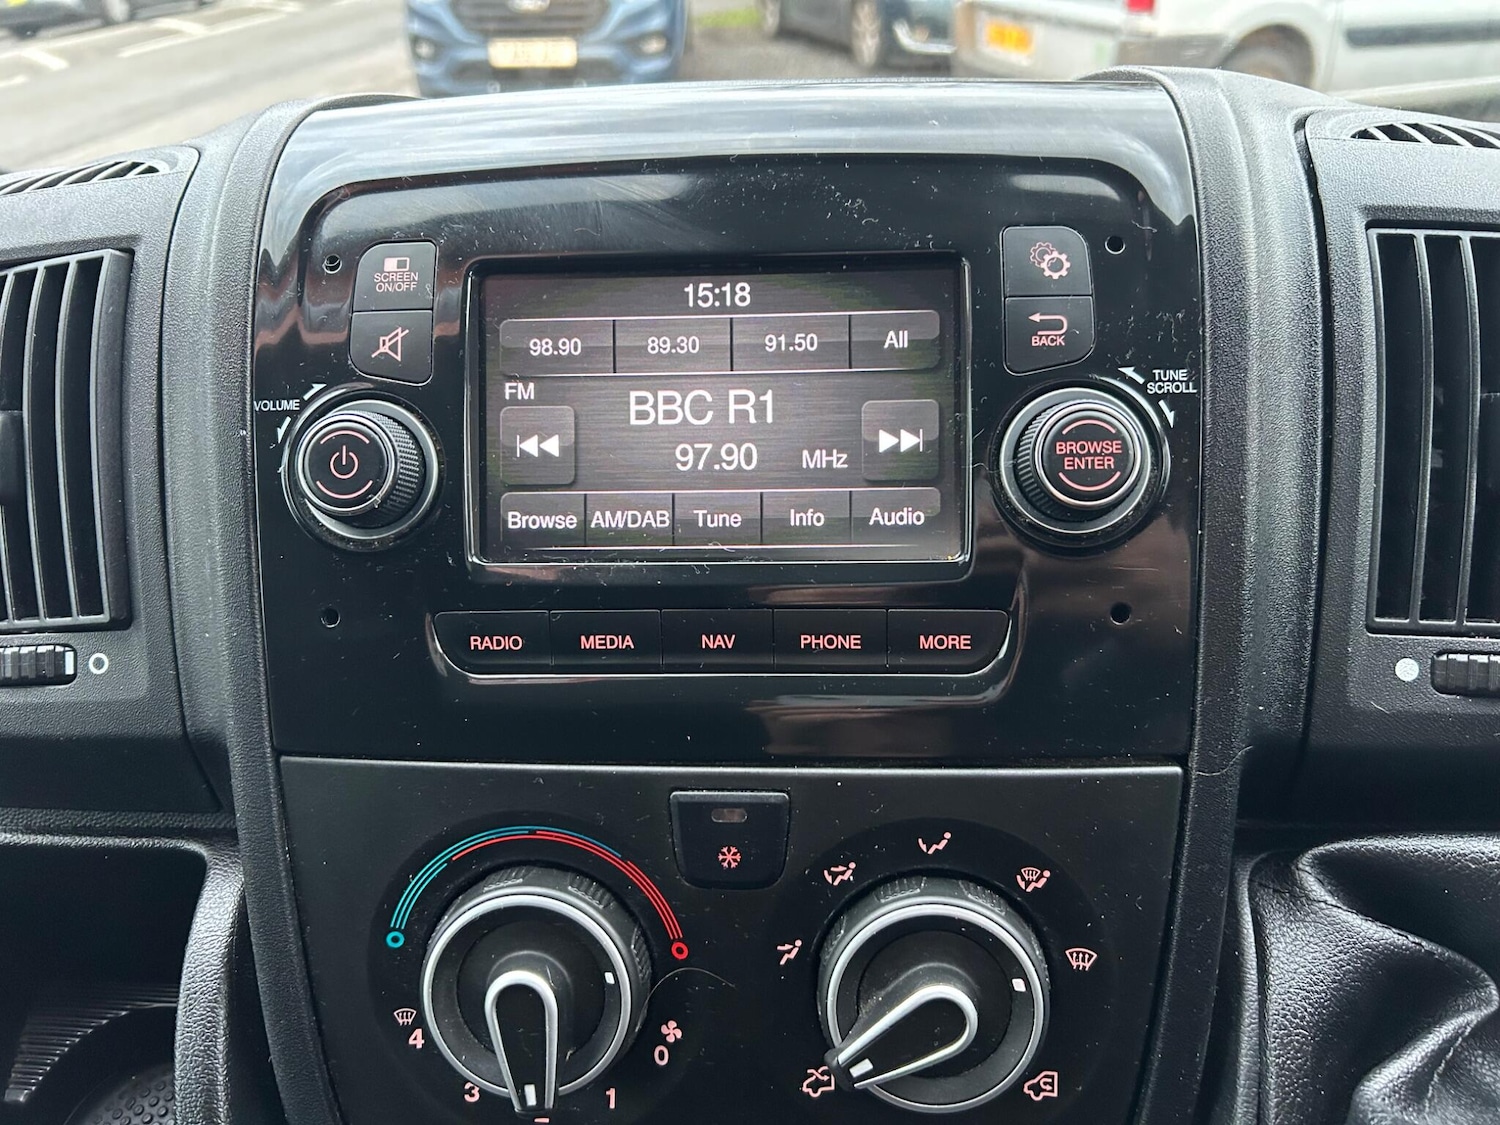 SCREEN
ON/OFF
VOLUME
15:18
98.90 89.30 91.50 All
FM
BBC R1
97.90 MHz
Browse AM/DAB Tune Info Audio
BACK
TUNE
SCROLL
BROWSE
ENTER
RADIO MEDIA NAV PHONE MORE
4
3
1
0